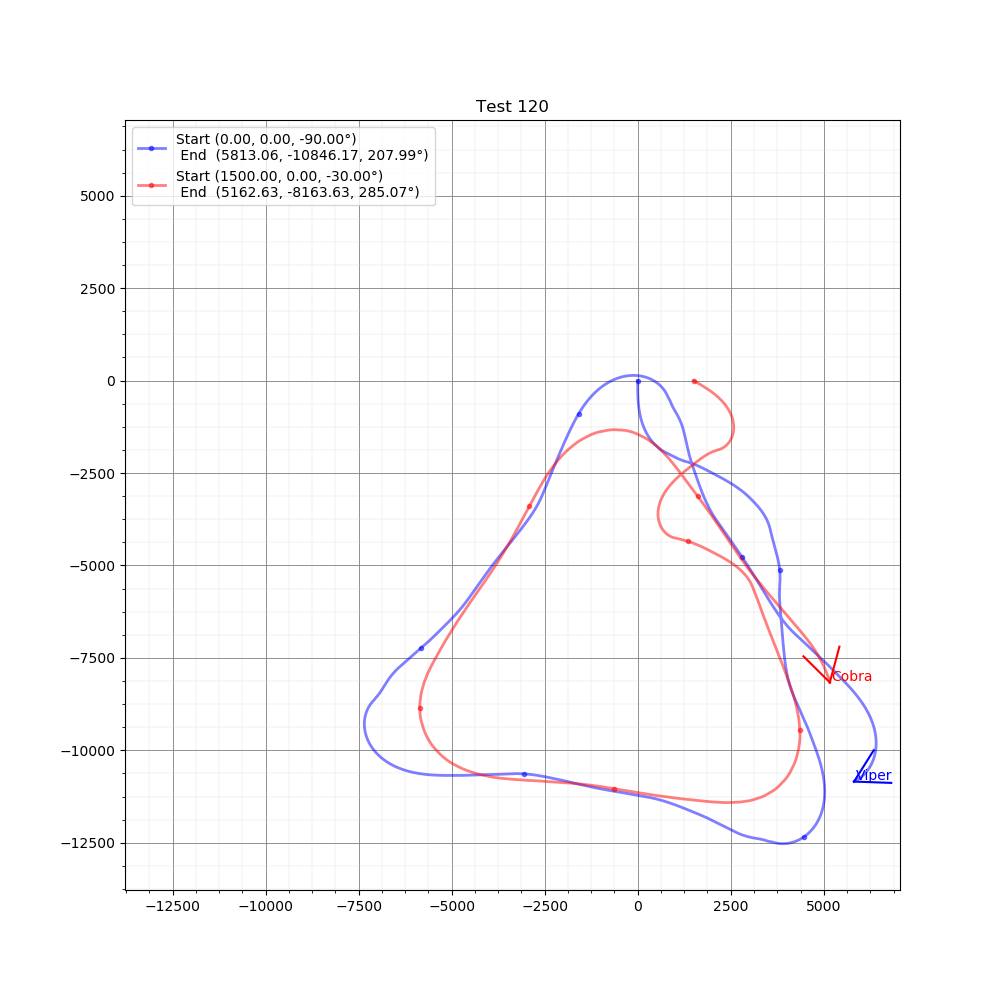 Test 120
Start (0.00, 0.00, -90.00°)
End (5813.06, -10846.17, 207.99°)
Start (1500.00, 0.00, -30.00°)
End (5162.63, -8163.63, 285.07°)
5000
2500
0
−2500
−5000
−7500
−10000
−12500
Cobra
Viper
−12500 −10000 −7500 −5000 −2500 0 2500 5000